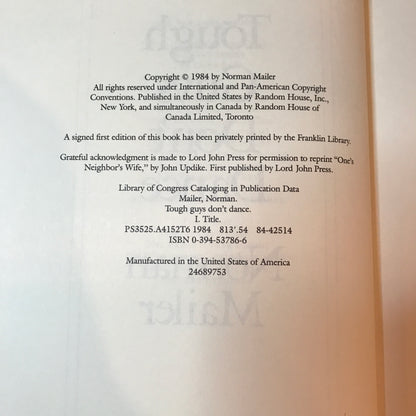 Copyright © 1984 by Norman Mailer
All rights reserved under International and Pan-American Copyright
Conventions. Published in the United States by Random House, Inc.,
New York, and simultaneously in Canada by Random House of
Canada Limited, Toronto
A signed first edition of this book has been privately printed by the Franklin Library.
Grateful acknowledgment is made to Lord John Press for permission to reprint “One's
Neighbor's Wife,” by John Updike. First published by Lord John Press.
Library of Congress Cataloging in Publication Data
Mailer, Norman.
Tough guys don't dance.
I. Title.
PS3525.A4152T6 1984 813'.54 84-42514
ISBN 0-394-53786-6
Manufactured in the United States of America
24689753